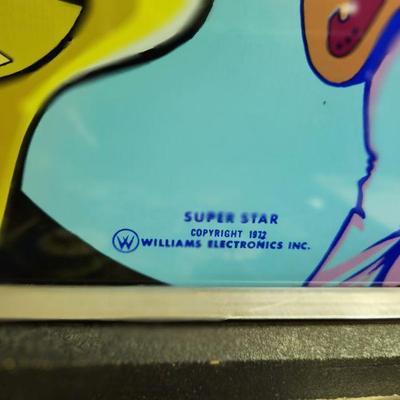 SUPER STAR
COPYRIGHT 1972
W WILLIAMS ELECTRONICS INC.